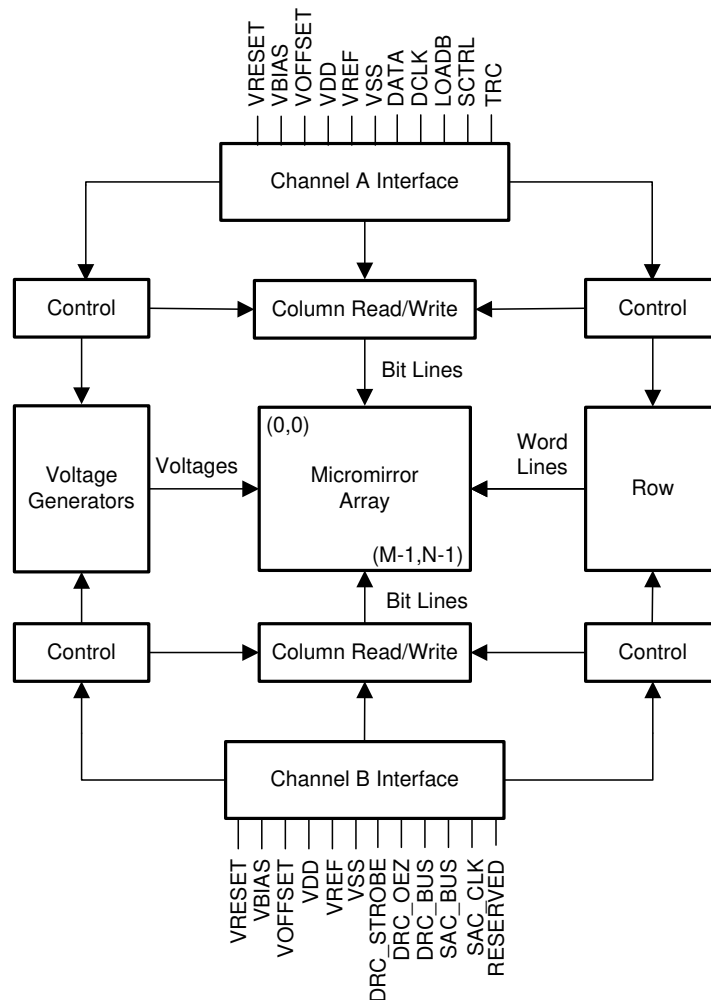 VRESET
VBIAS
VOFFSET
VDD
VREF
VSS
DATA
DCLK
LOADB
SCTRL
TRC
Channel A Interface
Control
Column Read/Write
Control
Bit Lines
(0,0)
Voltage
Generators
Voltages
Micromirror
Array
Word
Lines
Row
(M-1,N-1)
Bit Lines
Control
Column Read/Write
Control
Channel B Interface
VRESET
VBIAS
VOFFSET
VDD
VREF
VSS
DRC_STROBE
DRC_OEZ
DRC_BUS
SAC_BUS
SAC_CLK
RESERVED